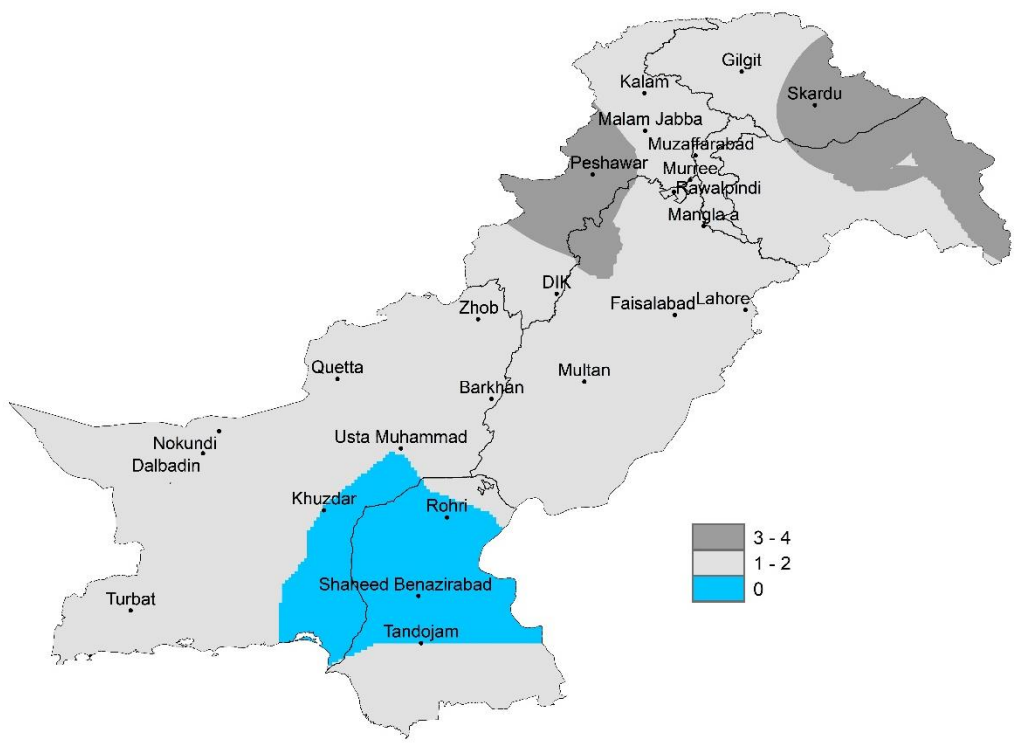 Gilgit
Kalam
Skardu
Malam Jabba
Muzaffarabad
Peshawar
Murree
Rawalpindi
Mangla a
DIK
Zhob
Faisalabad
Lahore
Quetta
Multan
Barkhan
Nokundi
Usta Muhammad
Dalbadin
Khuzdar
Rohri
3 - 4
1 - 2
0
Shaheed Benazirabad
Turbat
Tandojam